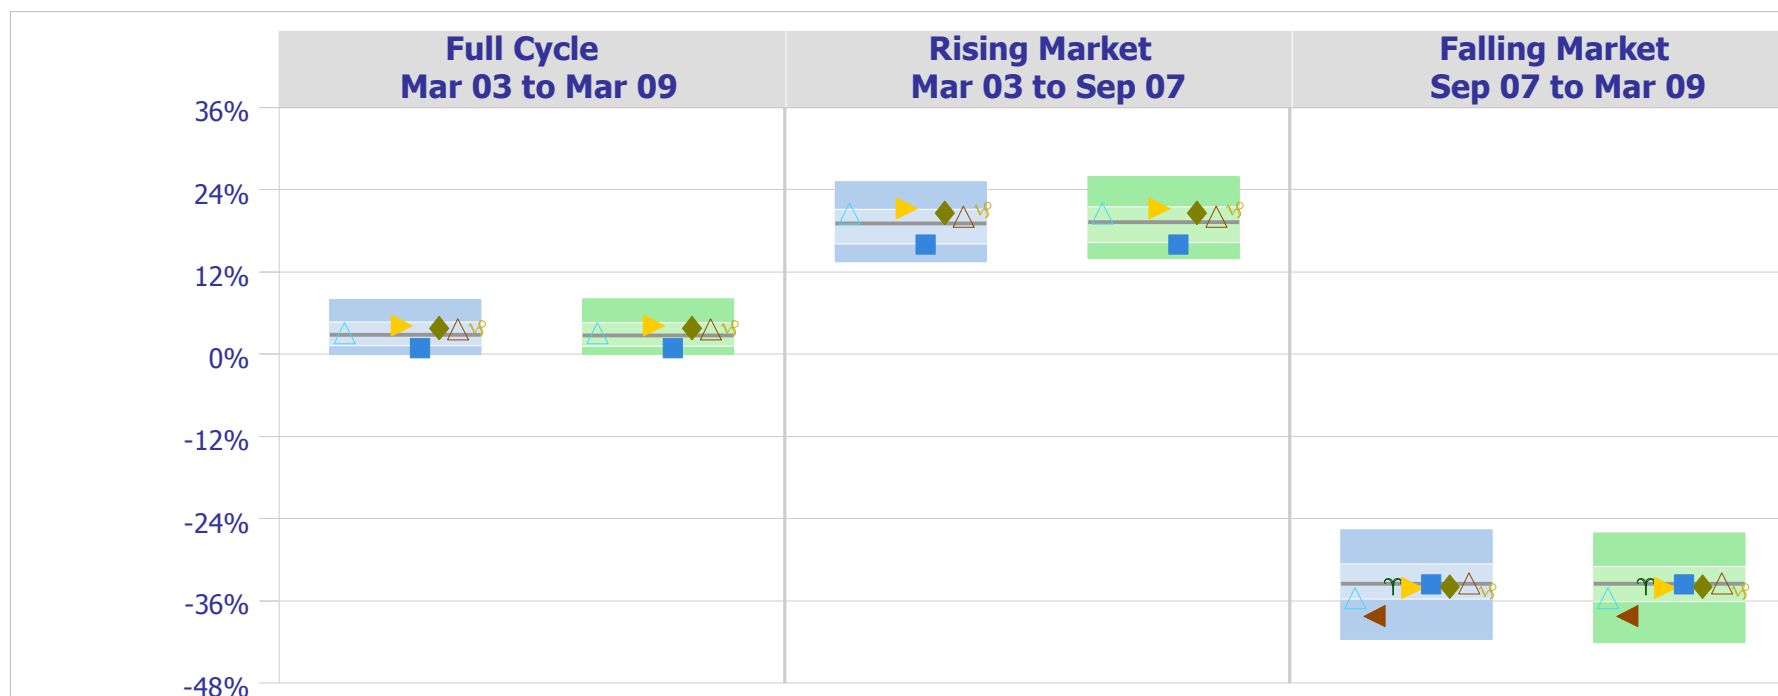 Full Cycle
Mar 03 to Mar 09
Rising Market
Mar 03 to Sep 07
Falling Market
Sep 07 to Mar 09
36%
24%
12%
0%
-12%
-24%
-36%
-48%